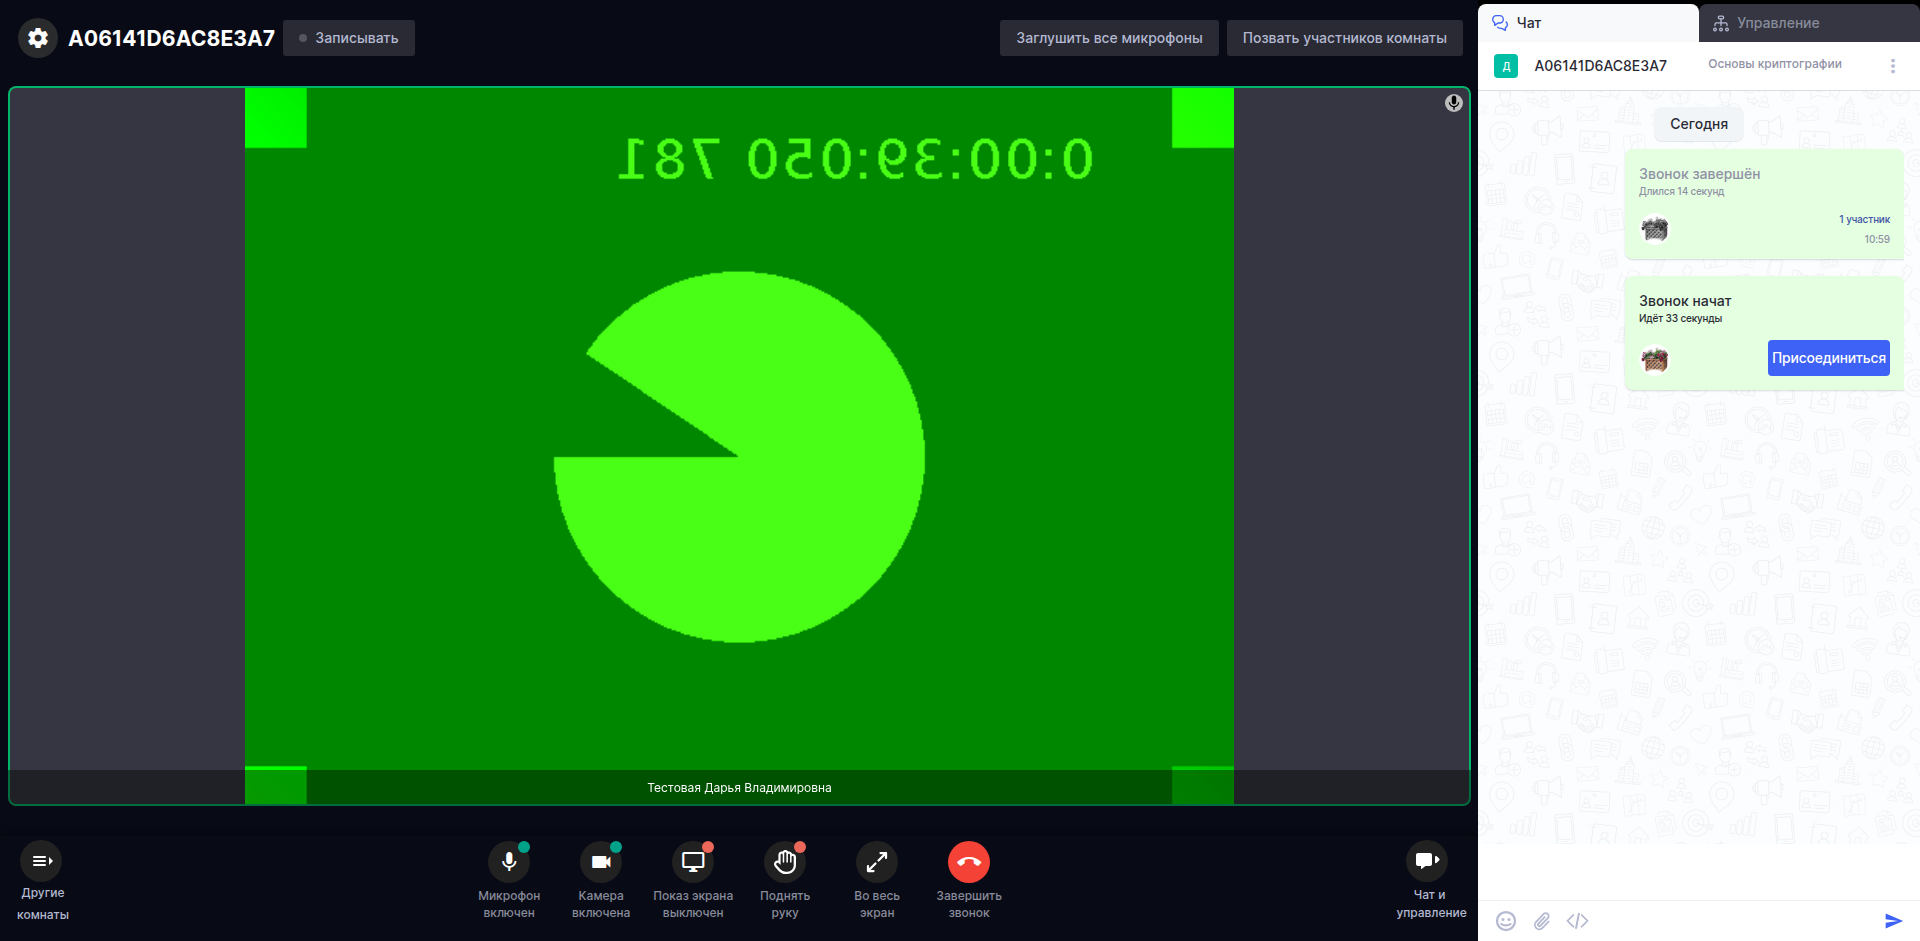 A06141D6AC8E3A7
Записывать
Заглушить все микрофоны
Позвать участников комнаты
0:00:39:050 781
Тестовая Дарья Владимировна
Другие
комнаты
Микрофон
включен
Камера
включена
Показ экрана
выключен
Поднять
руку
Во весь
экран
Завершить
звонок
Чат и
управление
Чат
Управление
Д
A06141D6AC8E3A7
Основы криптографии
Сегодня
Звонок завершён
Длился 14 секунд
1 участник
10:59
Звонок начат
Идёт 33 секунды
Присоединиться